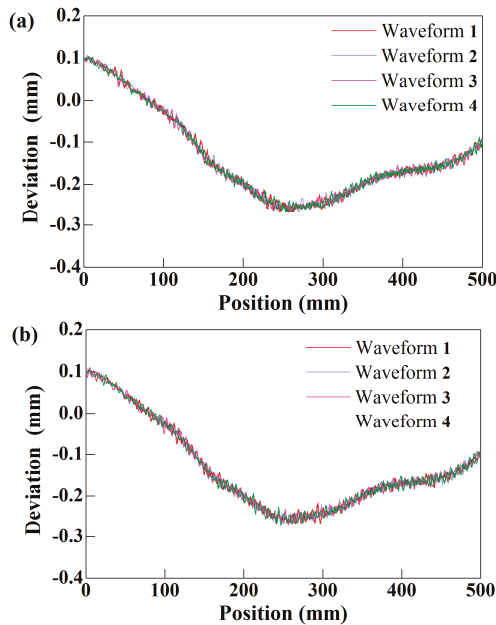 (a)
0.2
0.1
0.0
-0.1
-0.2
-0.3
-0.4
Deviation (mm)
Waveform 1
Waveform 2
Waveform 3
Waveform 4
0 100 200 300 400 500
Position (mm)
(b)
0.2
0.1
0.0
-0.1
-0.2
-0.3
-0.4
Deviation (mm)
Waveform 1
Waveform 2
Waveform 3
Waveform 4
0 100 200 300 400 500
Position (mm)